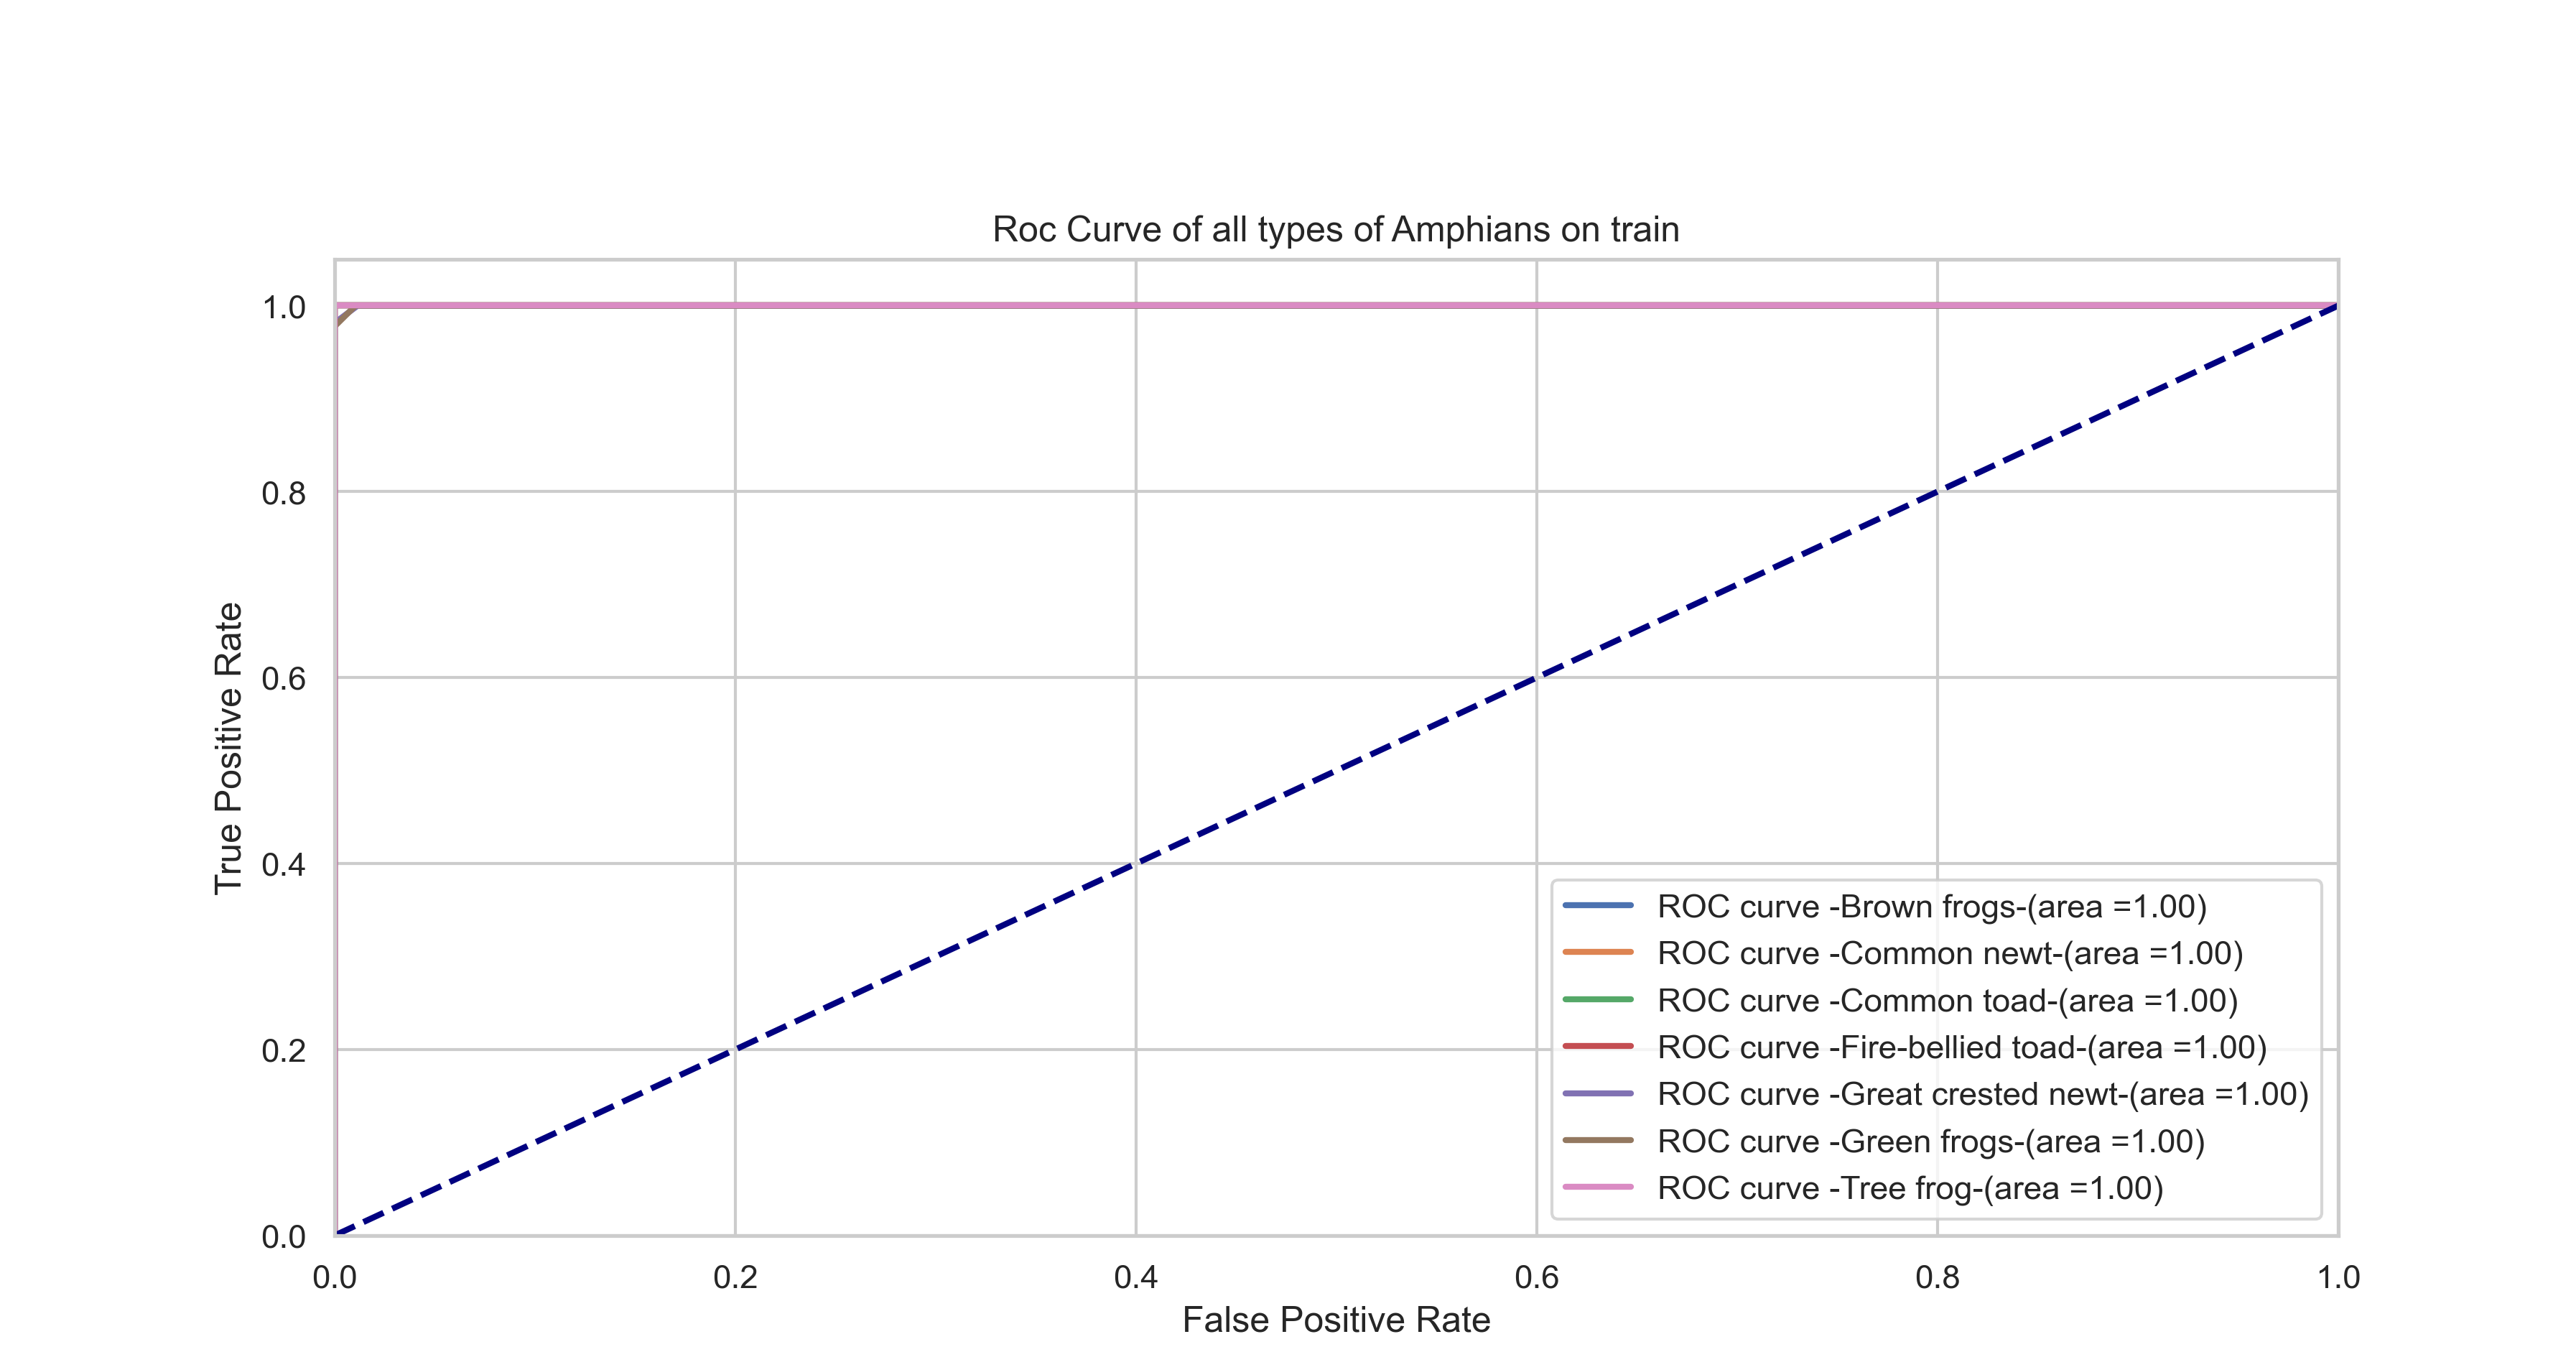 Roc Curve of all types of Amphians on train
True Positive Rate
1.0
0.8
0.6
0.4
0.2
0.0
ROC curve -Brown frogs-(area =1.00)
ROC curve -Common newt-(area =1.00)
ROC curve -Common toad-(area =1.00)
ROC curve -Fire-bellied toad-(area =1.00)
ROC curve -Great crested newt-(area =1.00)
ROC curve -Green frogs-(area =1.00)
ROC curve -Tree frog-(area =1.00)
0.0 0.2 0.4 0.6 0.8 1.0
False Positive Rate